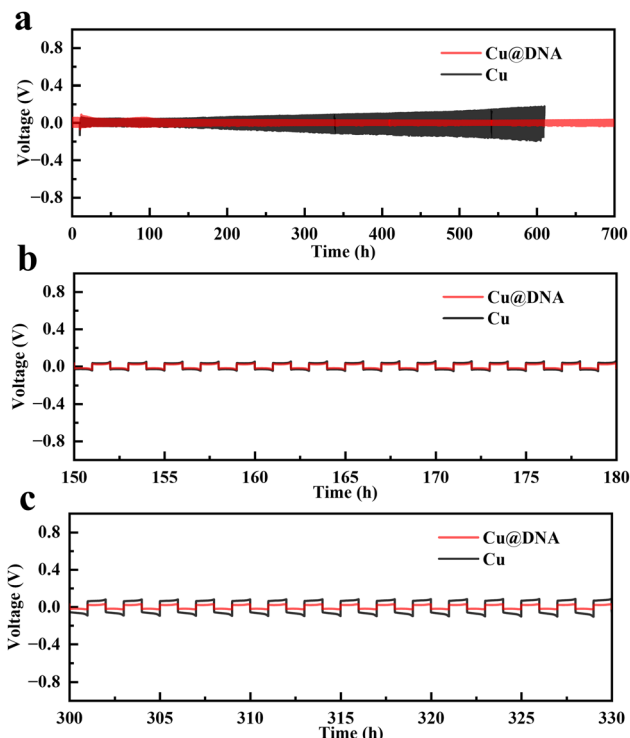 a
Cu@DNA
Cu
Voltage (V)
0.8
0.4
0.0
−0.4
−0.8
0 100 200 300 400 500 600 700
Time (h)
b
Cu@DNA
Cu
Voltage (V)
0.8
0.4
0.0
−0.4
−0.8
150 155 160 165 170 175 180
Time (h)
c
Cu@DNA
Cu
Voltage (V)
0.8
0.4
0.0
−0.4
−0.8
300 305 310 315 320 325 330
Time (h)